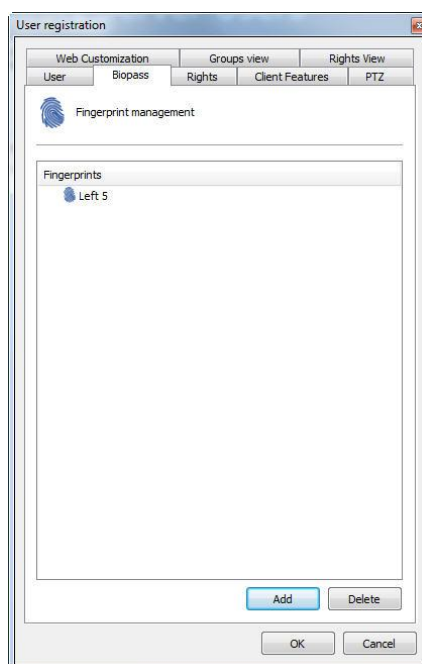 User registration
Web Customization Groups view Rights View
User Biopass Rights Client Features PTZ
Fingerprint management
Fingerprints
Left 5
Add Delete
OK Cancel